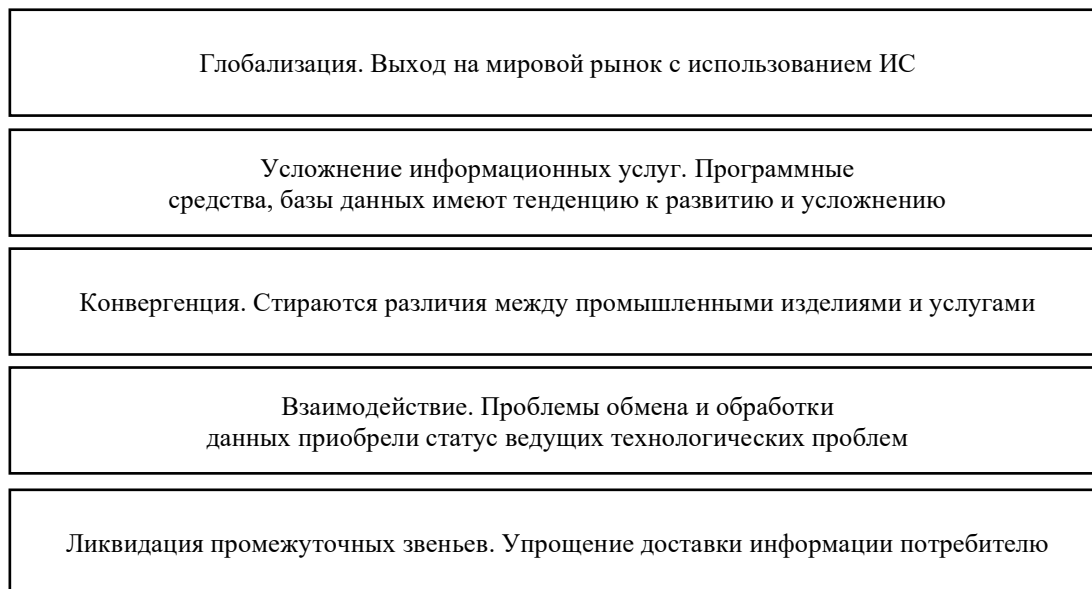 Глобализация. Выход на мировой рынок с использованием ИС
Усложнение информационных услуг. Программные
средства, базы данных имеют тенденцию к развитию и усложнению
Конвергенция. Стираются различия между промышленными изделиями и услугами
Взаимодействие. Проблемы обмена и обработки
данных приобрели статус ведущих технологических проблем
Ликвидация промежуточных звеньев. Упрощение доставки информации потребителю